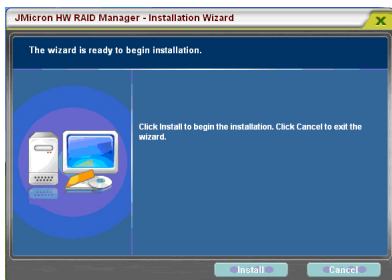 JMicron HW RAID Manager - Installation Wizard
X
The wizard is ready to begin installation.
Click Install to begin the installation. Click Cancel to exit the
wizard.
Install
Cancel